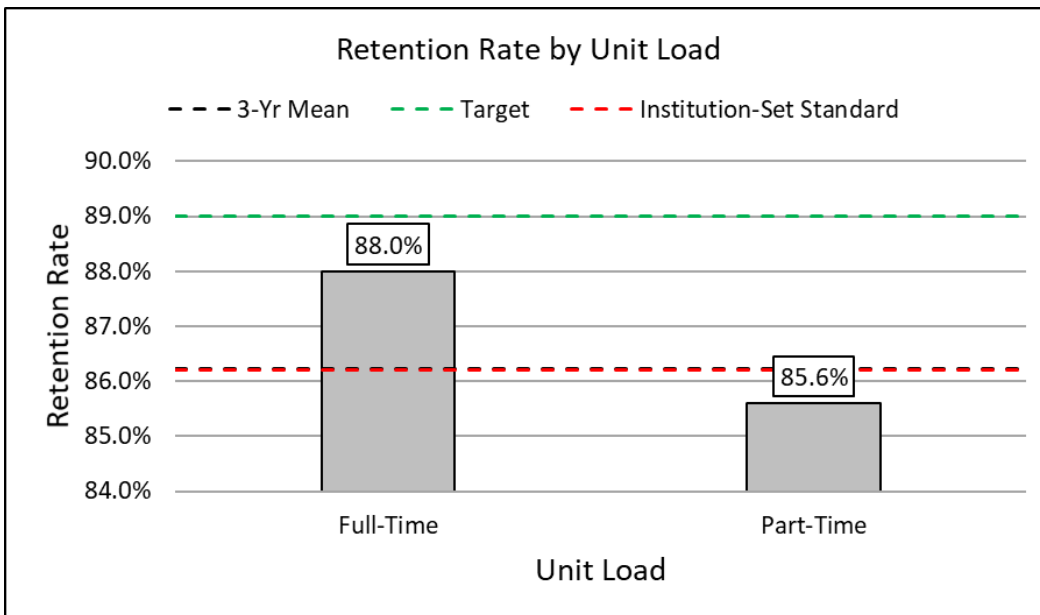 Retention Rate by Unit Load
3-Yr Mean Target Institution-Set Standard
90.0%
89.0%
88.0%
87.0%
86.0%
85.0%
84.0%
Retention Rate
88.0%
85.6%
Full-Time Part-Time
Unit Load